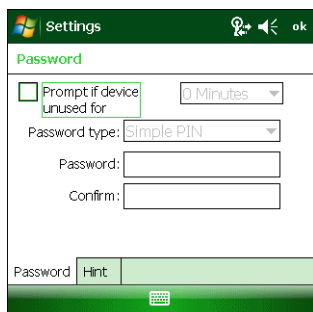 Settings
ok
Password
Prompt if device
unused for
0 Minutes
Password type:
Simple PIN
Password:
Confirm:
Password
Hint